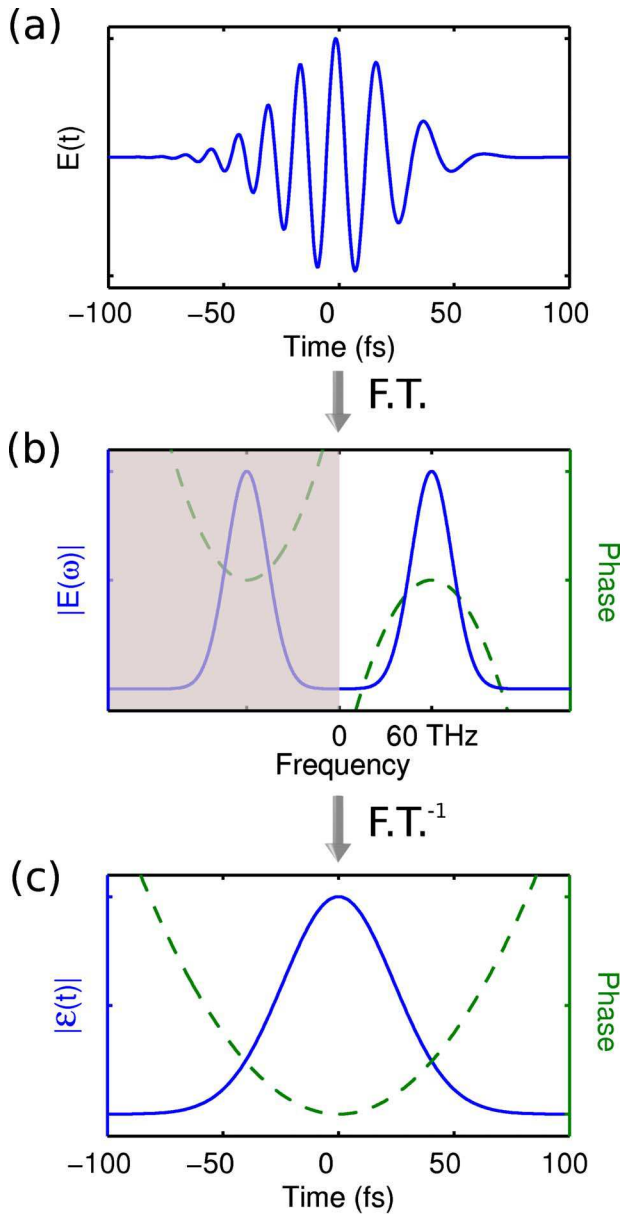 (a)
E(t)
−100 −50 0 50 100
Time (fs)
F.T.
(b)
|E(ω)|
Phase
0 60 THz
Frequency
F.T.-1
(c)
|ε(t)|
Phase
−100 −50 0 50 100
Time (fs)